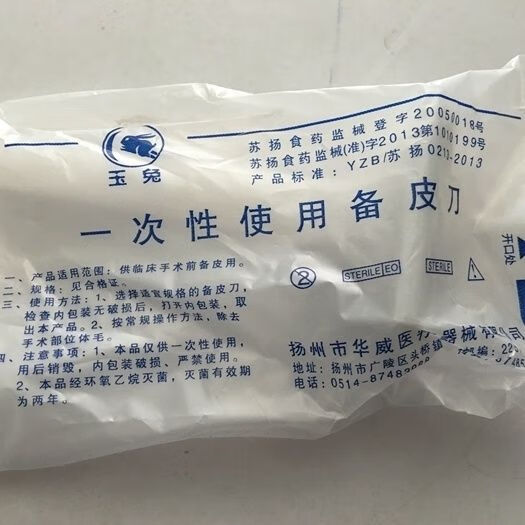 玉兔
苏扬食药监械登字20050018号
苏扬食药监械(准)字2013第1010199号
产品标准：YZB/苏 扬 0213-2013
一次性使用备皮刀
开口处
一、产品适用范围：供临床手术前备皮用。
二、规格：见合格证。
三、使用方法：1、选择适宜规格的备皮刀，
检查内包装无破损后，打开内包装，取
出本产品。2、按常规操作方法，除去
手术部位体毛。
四、注意事项：1、本品仅供一次性使用，
用后销毁，内包装破损、严禁使用。
2、本品经环氧乙烷灭菌，灭菌有效期
为两年。
2
STERILE EO
STERILE
扬州市华威医疗器械有限公司
地址：扬州市广陵区头桥镇
电话：0514-8748
编：22